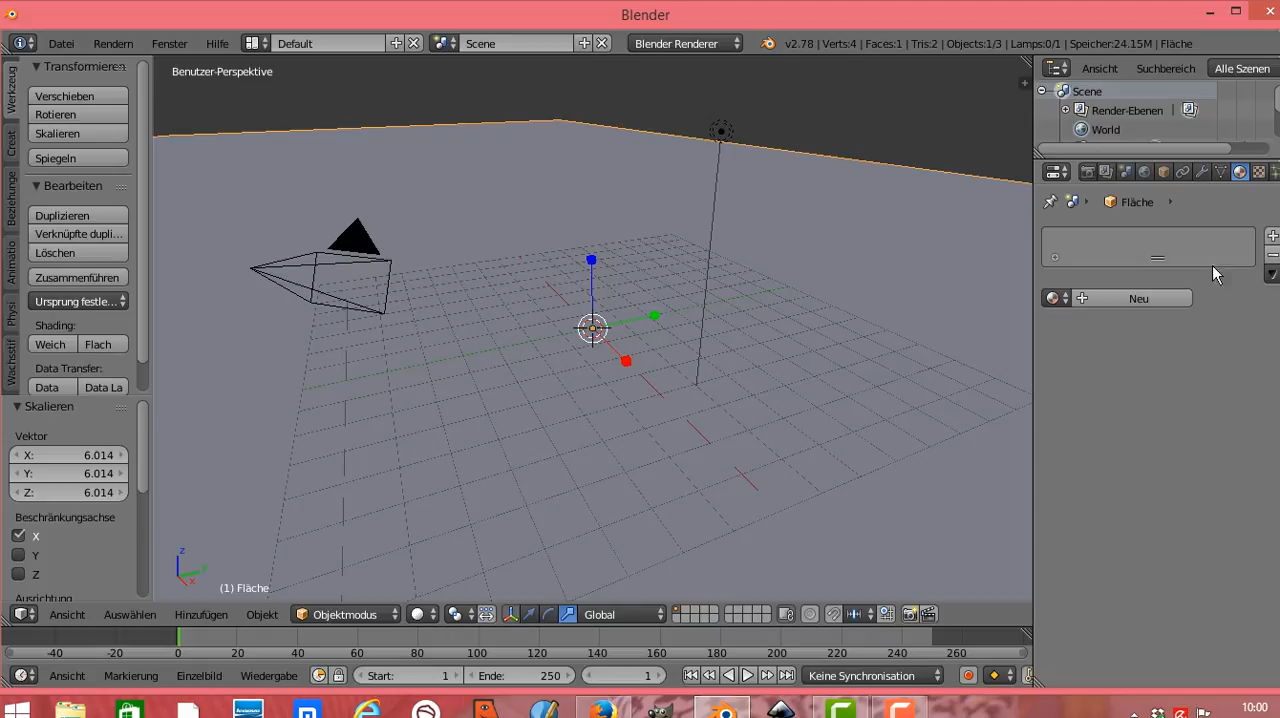 Blender
Datei Rendern Fenster Hilfe Default Scene Blender Renderer v2.78 | Verts:4 | Faces:1 | Tris:2 | Objects:1/3 | Lamps:0/1 | Speicher:24.15M | Fläche
Transformieren
Verschieben
Rotieren
Skalieren
Spiegeln
Bearbeiten
Duplizieren
Verknüpfte dupli...
Löschen
Zusammenführen
Ursprung festle...
Shading:
Weich Flach
Data Transfer:
Data Data La
Werkzeug
Creat
Beziehunge
Animatio
Physi
Wachsstif
Skalieren
Vektor
X: 6.014
Y: 6.014
Z: 6.014
Beschränkungsachse
X
Y
Z
Ausrichtung
Benutzer-Perspektive
z
y
x
(1) Fläche
Ansicht Auswählen Hinzufügen Objekt Objektmodus Global
Ansicht Suchbereich Alle Szenen
Scene
Render-Ebenen |
World
Fläche
Neu
-40 -20 0 20 40 60 80 100 120 140 160 180 200 220 240 260
Ansicht Markierung Einzelbild Wiedergabe Start: 1 Ende: 250 1 Keine Synchronisation
10:00